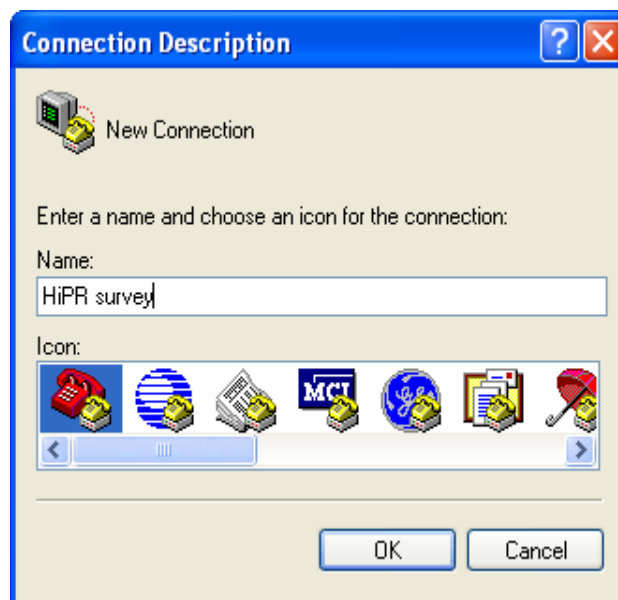 Connection Description
New Connection
Enter a name and choose an icon for the connection:
Name:
HiPR survey
Icon:
MCI
OK
Cancel